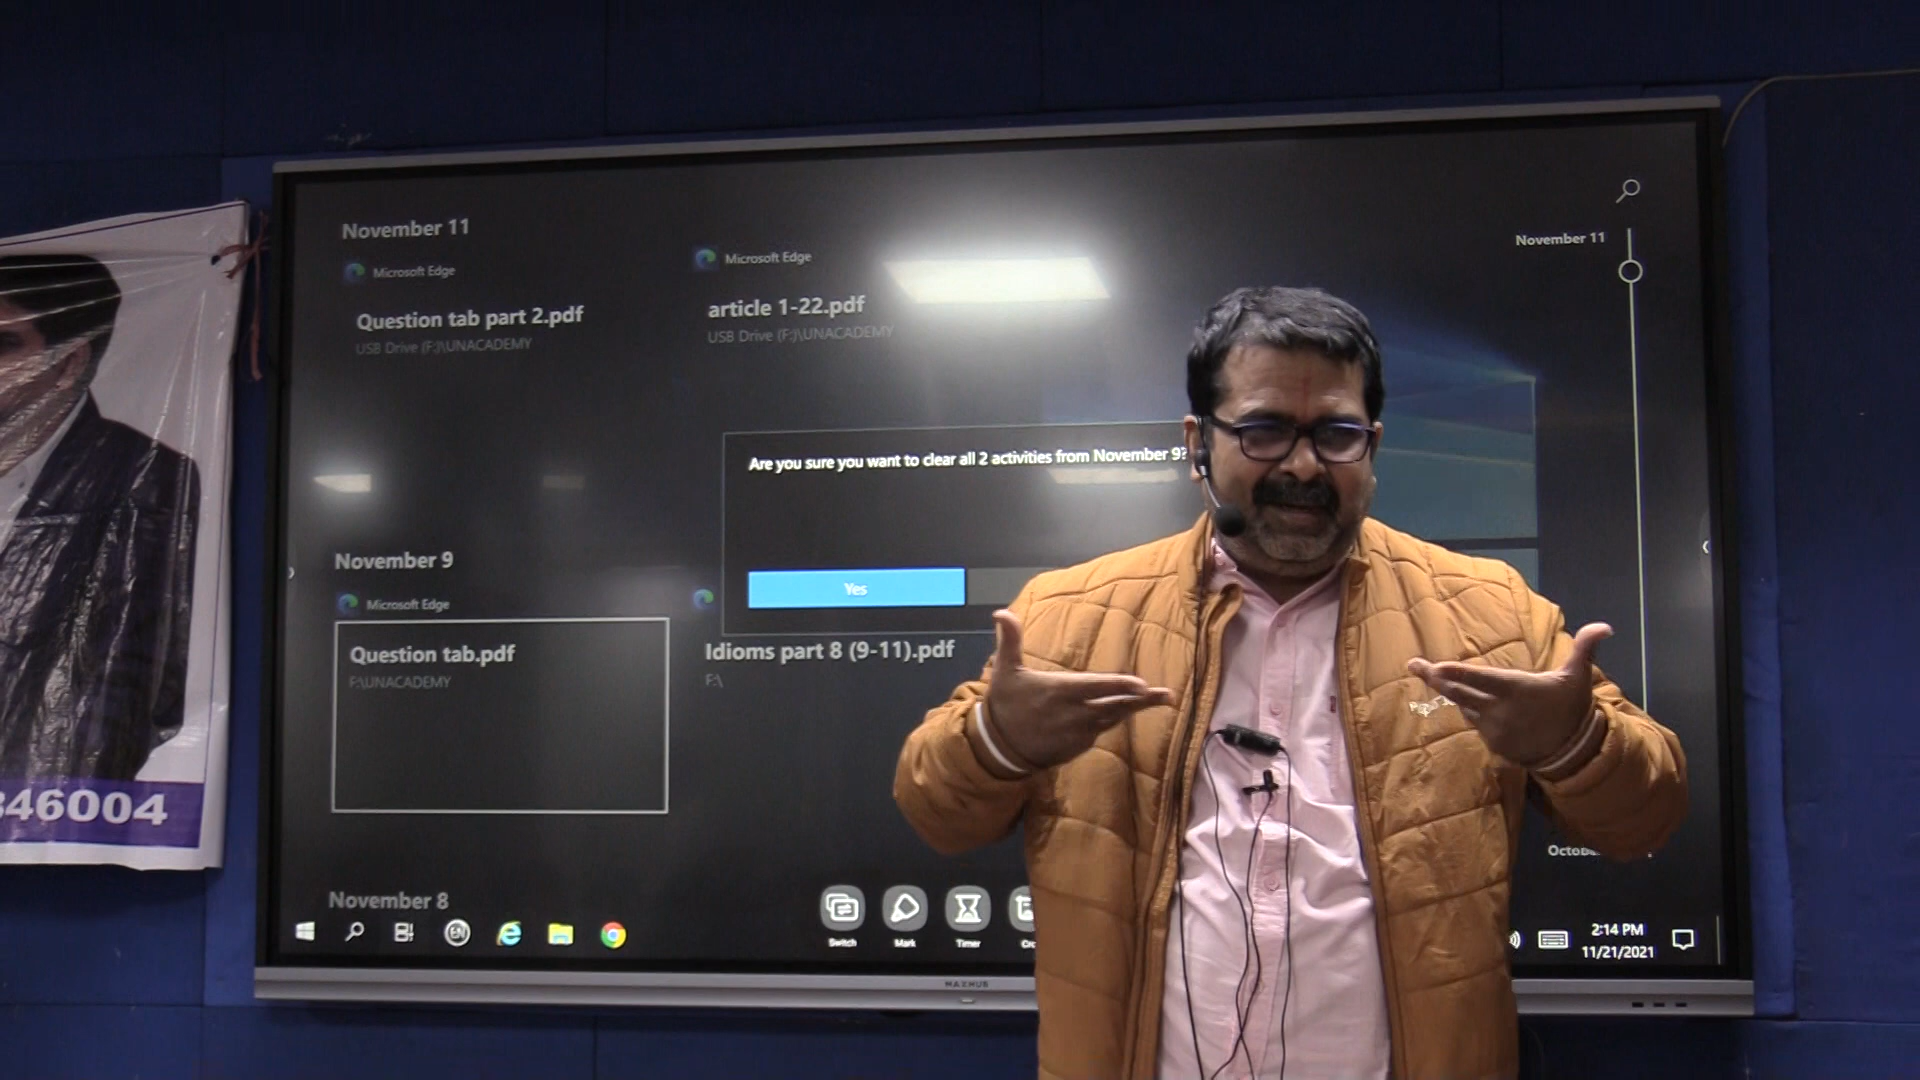 November 11
Microsoft Edge
Question tab part 2.pdf
USB Drive (F:)\UNACADEMY
Microsoft Edge
article 1-22.pdf
USB Drive (F:)\UNACADEMY
November 11
Are you sure you want to clear all 2 activities from November 9?
Yes
November 9
Microsoft Edge
Question tab.pdf
F:\UNACADEMY
Idioms part 8 (9-11).pdf
F:\
346004
November 8
EN
Switch
Mark
Timer
2:14 PM
11/21/2021
MAXHUB